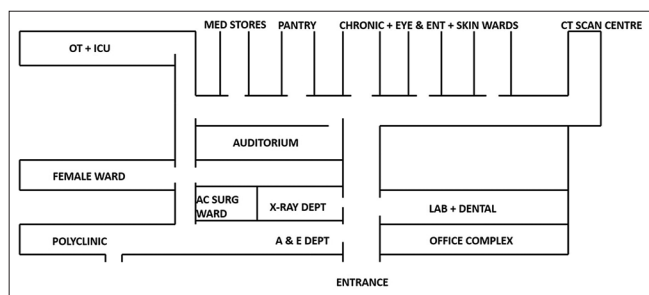 MED STORES
PANTRY
CHRONIC + EYE & ENT + SKIN WARDS
CT SCAN CENTRE
OT + ICU
AUDITORIUM
FEMALE WARD
AC SURG
WARD
X-RAY DEPT
LAB + DENTAL
POLYCLINIC
A & E DEPT
OFFICE COMPLEX
ENTRANCE